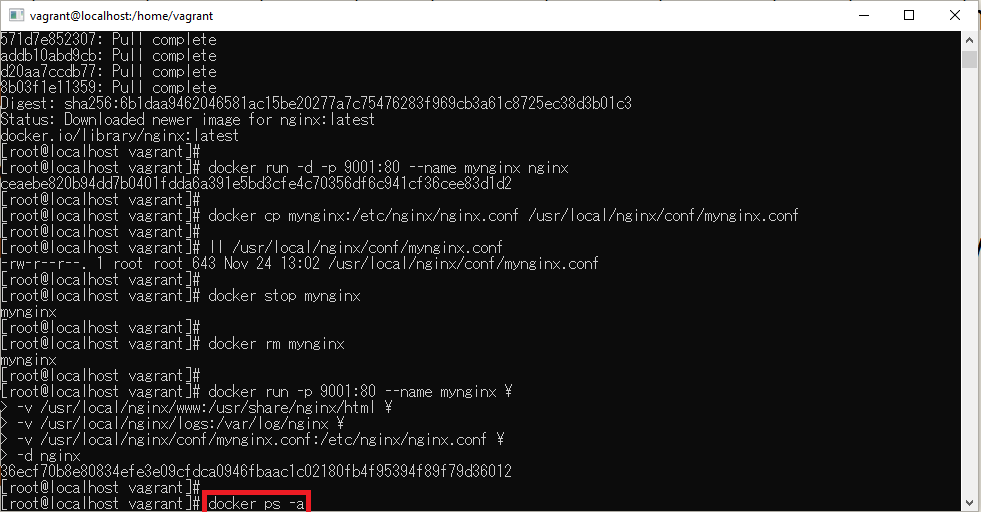 vagrant@localhost:/home/vagrant
571d7e852307: Pull complete
addb10abd9cb: Pull complete
d20aa7ccdb77: Pull complete
8b03f1e11359: Pull complete
Digest: sha256:6b1daa9462046581ac15be20277a7c75476283f969cb3a61c8725ec38d3b01c3
Status: Downloaded newer image for nginx:latest
docker.io/library/nginx:latest
[root@localhost vagrant]#
[root@localhost vagrant]# docker run -d -p 9001:80 --name mynginx nginx
ceaebe820b94dd7b0401fdda6a391e5bd3cfe4c70356df6c941cf36cee83d1d2
[root@localhost vagrant]#
[root@localhost vagrant]# docker cp mynginx:/etc/nginx/nginx.conf /usr/local/nginx/conf/mynginx.conf
[root@localhost vagrant]#
[root@localhost vagrant]# ll /usr/local/nginx/conf/mynginx.conf
-rw-r--r--. 1 root root 643 Nov 24 13:02 /usr/local/nginx/conf/mynginx.conf
[root@localhost vagrant]#
[root@localhost vagrant]# docker stop mynginx
mynginx
[root@localhost vagrant]#
[root@localhost vagrant]# docker rm mynginx
mynginx
[root@localhost vagrant]#
[root@localhost vagrant]# docker run -p 9001:80 --name mynginx ¥
> -v /usr/local/nginx/www:/usr/share/nginx/html ¥
> -v /usr/local/nginx/logs:/var/log/nginx ¥
> -v /usr/local/nginx/conf/mynginx.conf:/etc/nginx/nginx.conf ¥
> -d nginx
36ecf70b8e80834efe3e09cfdca0946fbaac1c02180fb4f95394f89f79d36012
[root@localhost vagrant]#
[root@localhost vagrant]# docker ps -a